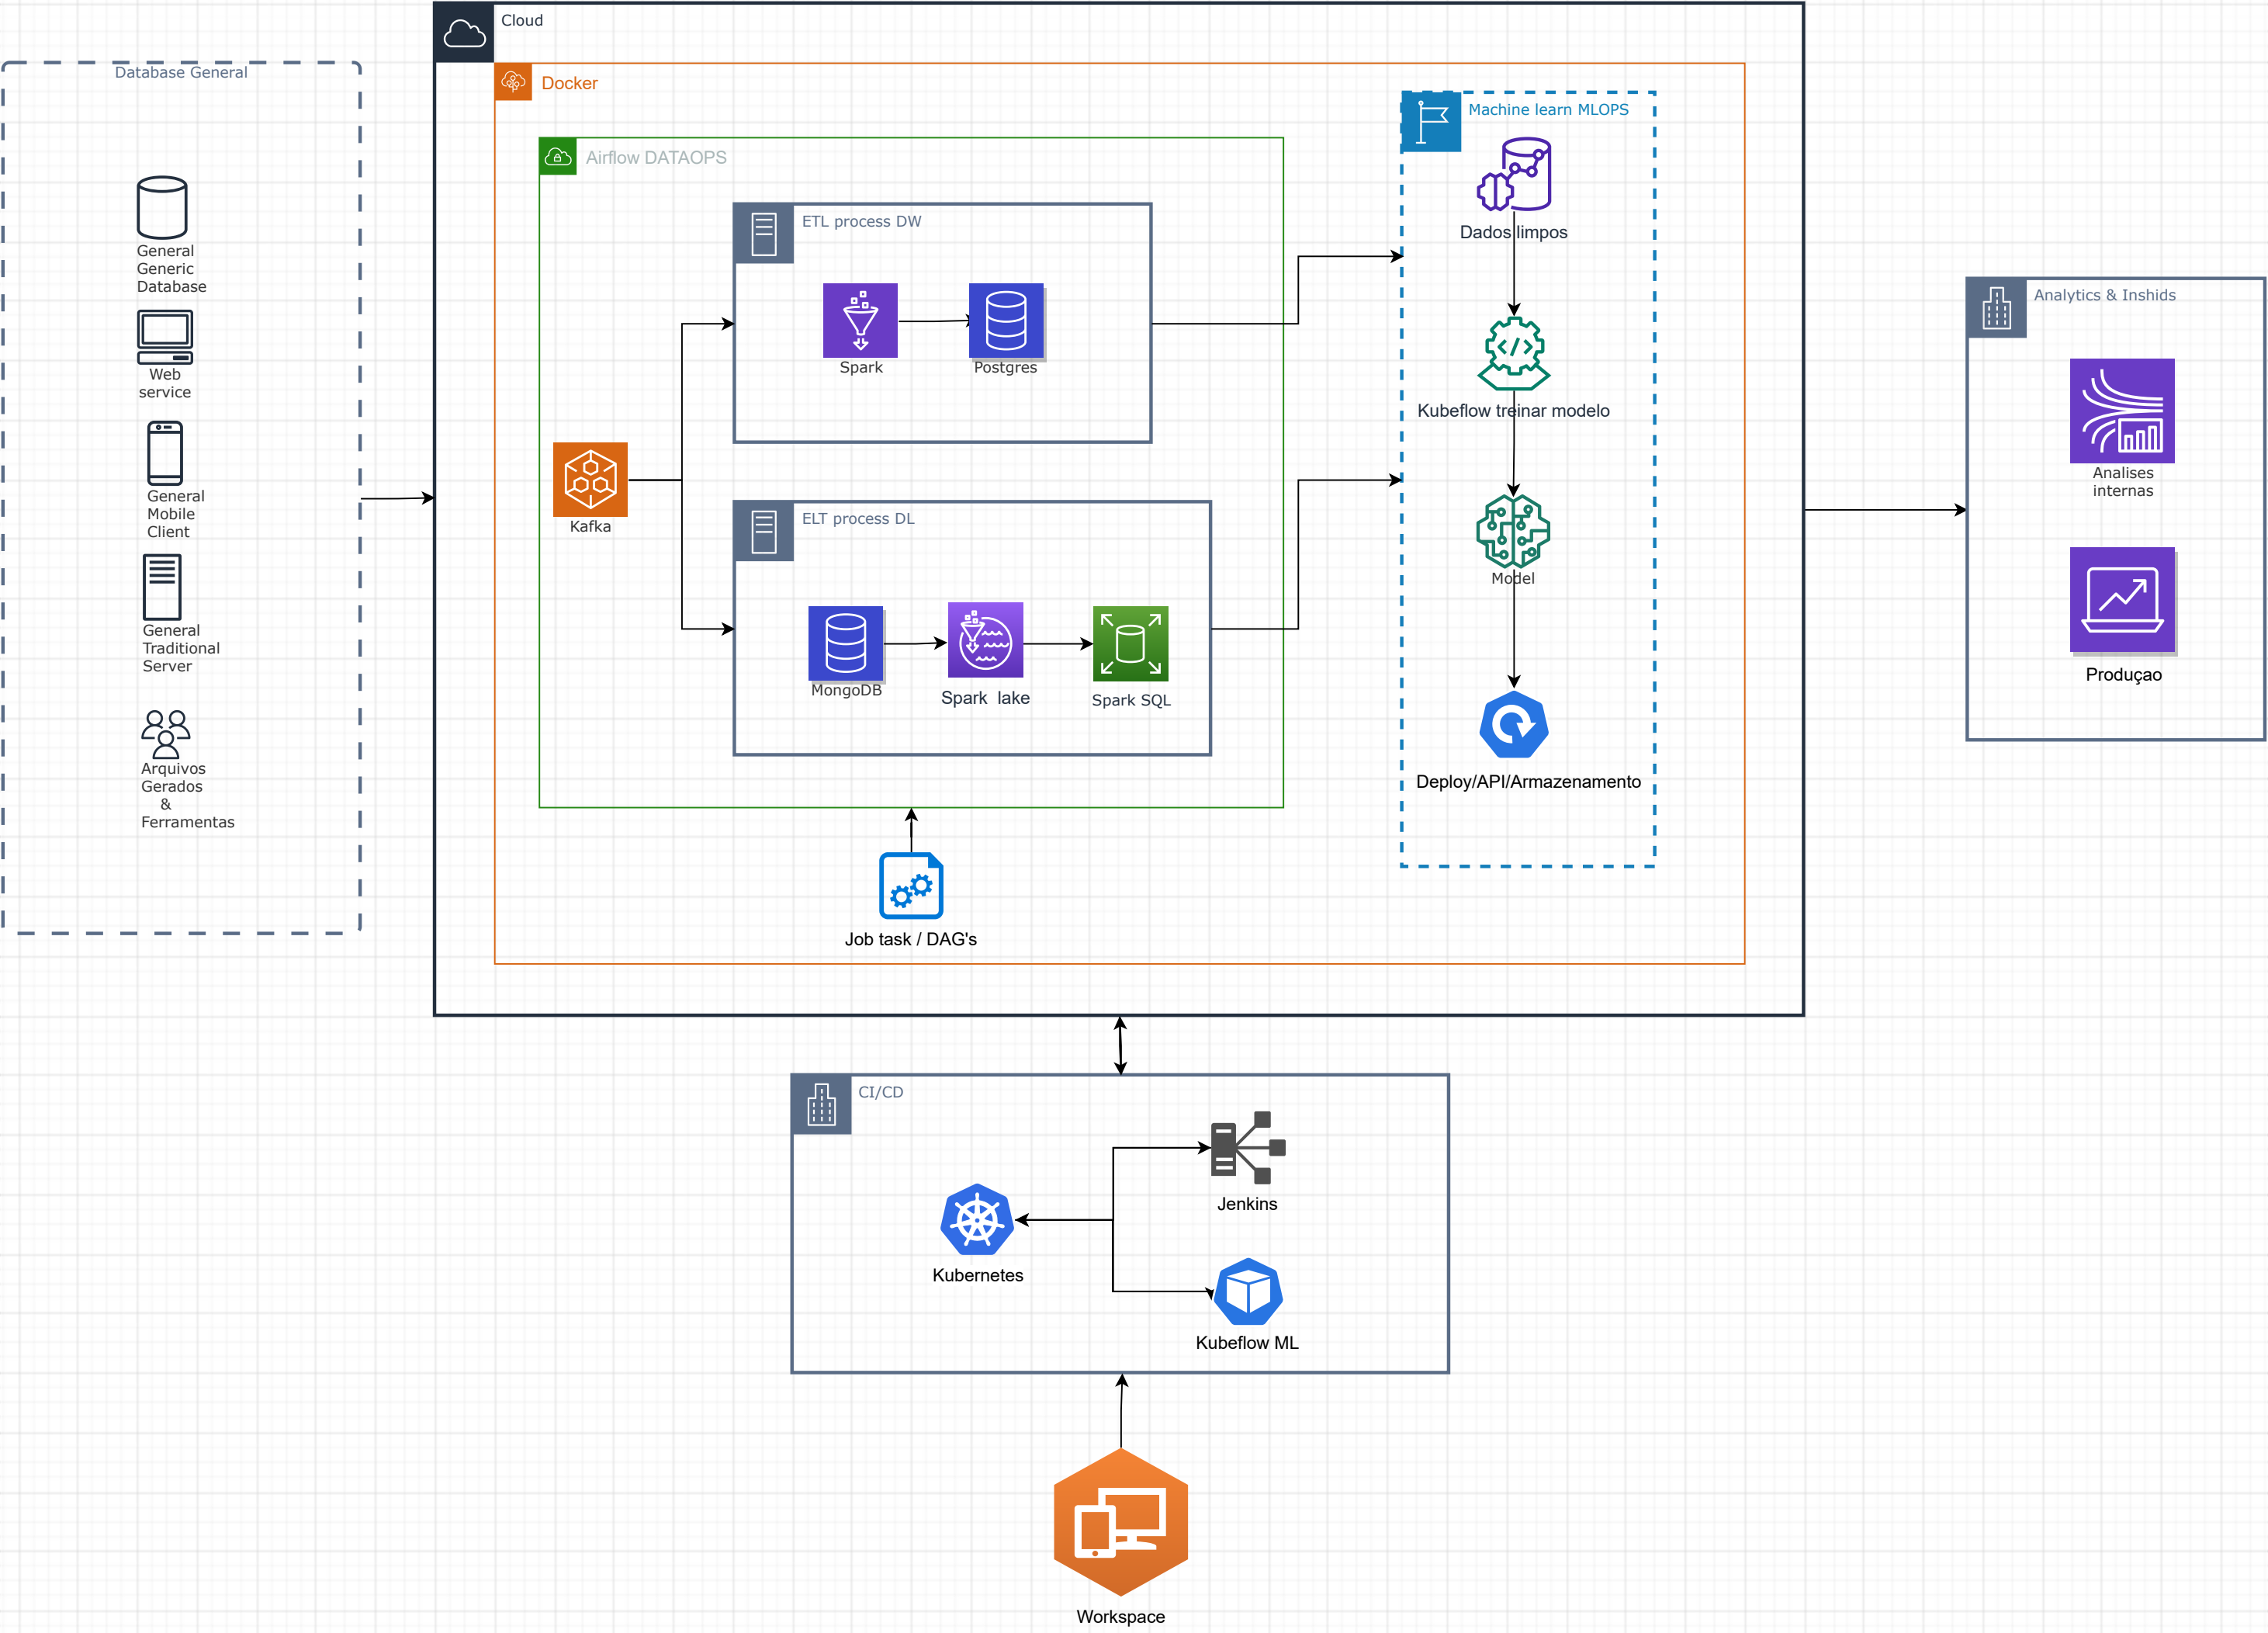 Cloud
Database General
Docker
Machine learn MLOPS
Airflow DATAOPS
ETL process DW
Dados limpos
General
Generic
Database
Analytics & Inshids
Spark
Postgres
Web
service
Kubeflow treinar modelo
Analises
internas
General
Mobile
Client
Kafka
ELT process DL
Model
General
Traditional
Server
MongoDB
Spark  lake
Spark SQL
Produçao
Arquivos
Gerados
&
Ferramentas
Deploy/API/Armazenamento
Job task / DAG's
CI/CD
Jenkins
Kubernetes
Kubeflow ML
Workspace